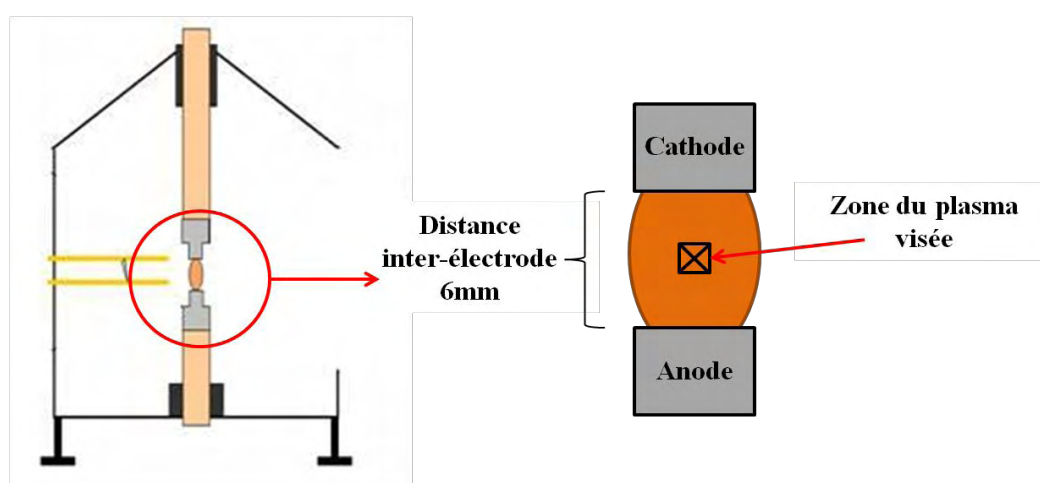 Cathode
Distance
inter-électrode
6mm
Zone du plasma
visée
Anode